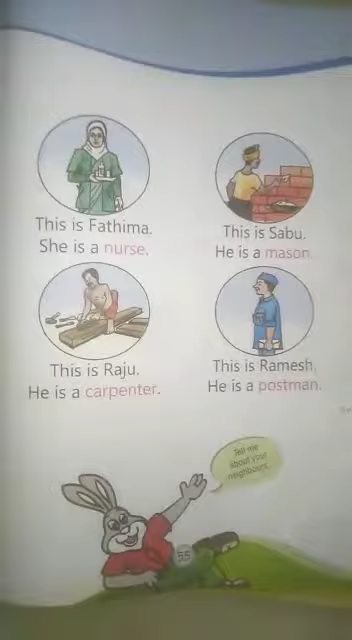 This is Fathima.
She is a nurse.
This is Sabu.
He is a mason.
This is Raju.
He is a carpenter.
This is Ramesh.
He is a postman.
Tell me
about your
neighbours.
55